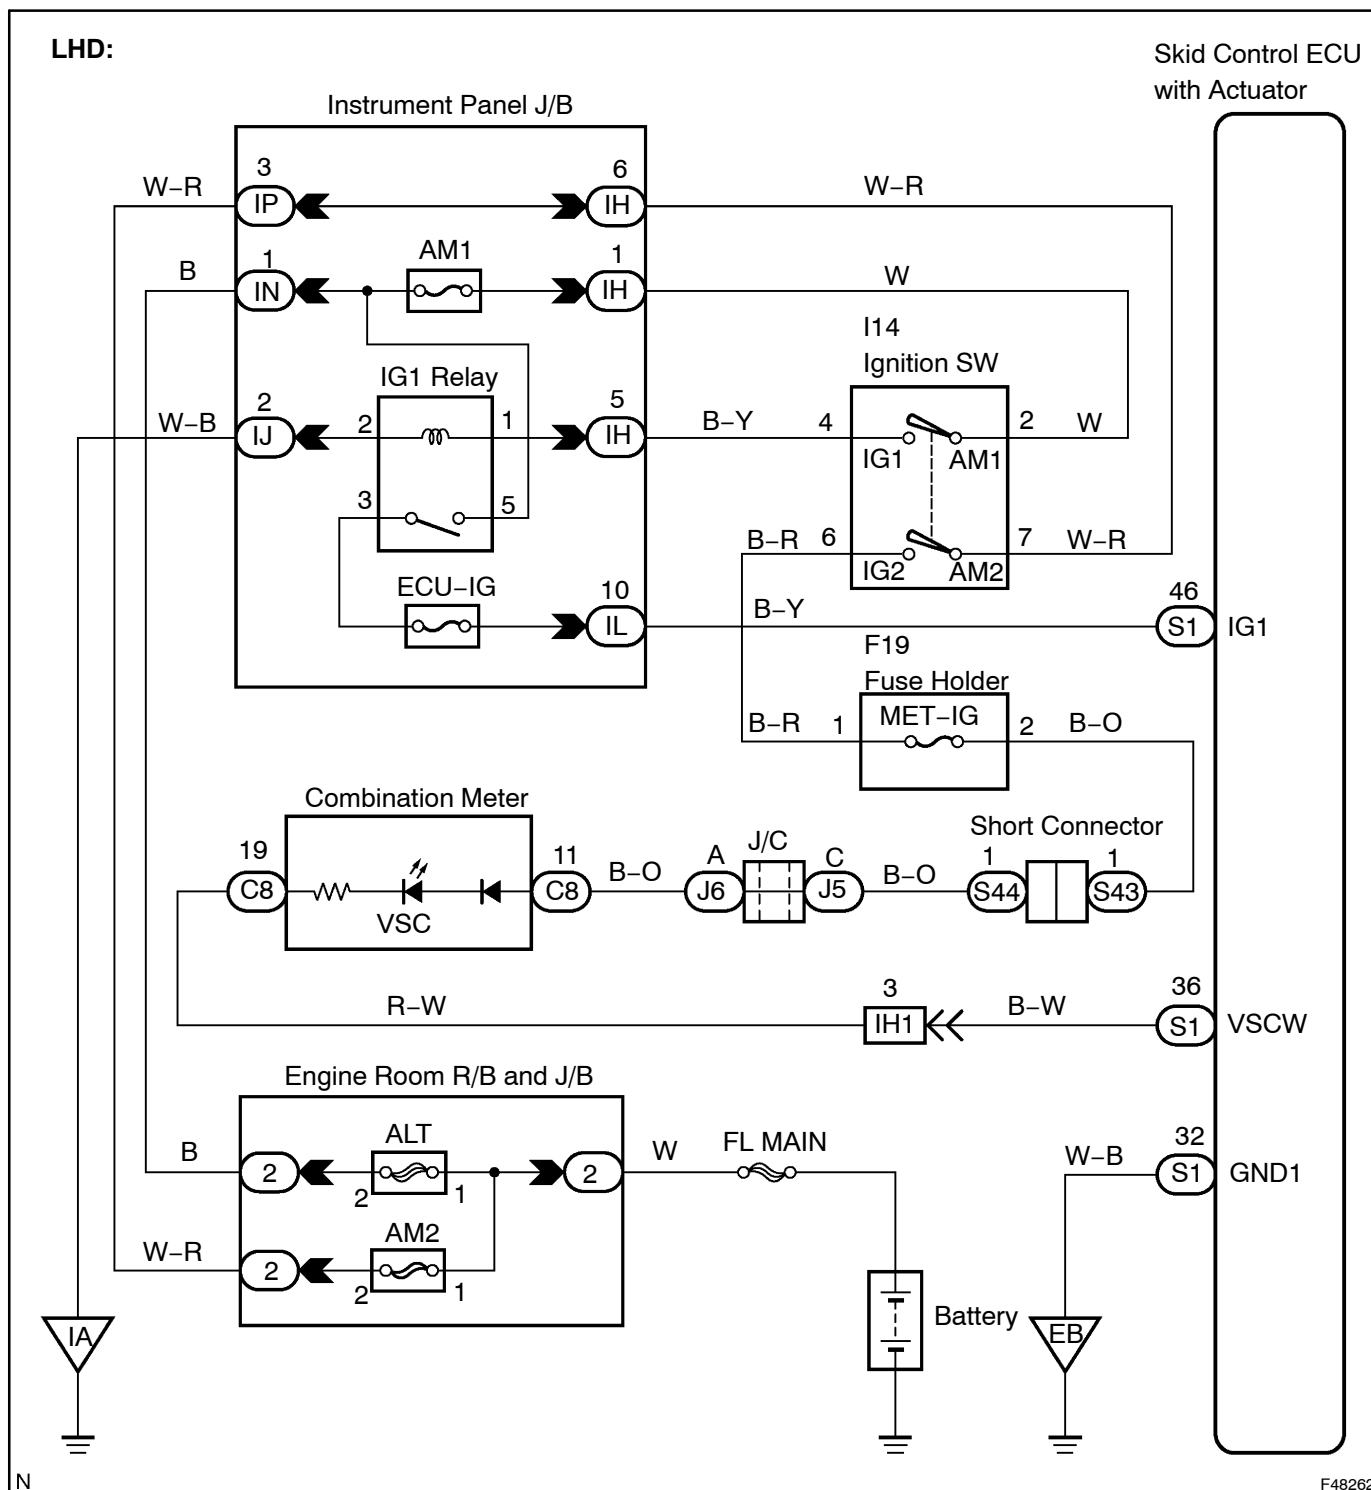 LHD:
Skid Control ECU
with Actuator
Instrument Panel J/B
W–R
3
IP
6
IH
W–R
B
1
IN
AM1
1
IH
W
I14
Ignition SW
IG1 Relay
W–B
2
IJ
2
1
5
IH
B–Y
4
2
W
IG1
AM1
3
5
B–R
6
7
W–R
IG2
AM2
ECU–IG
10
IL
B–Y
46
S1
IG1
F19
Fuse Holder
B–R
1
MET–IG
2
B–O
Combination Meter
Short Connector
19
C8
VSC
11
C8
B–O
A
J6
J/C
C
J5
B–O
1
S44
1
S43
R–W
3
IH1
B–W
36
S1
VSCW
Engine Room R/B and J/B
B
2
ALT
2
1
2
W
FL MAIN
W–B
32
S1
GND1
W–R
2
AM2
2
1
Battery
IA
EB
N
F48262